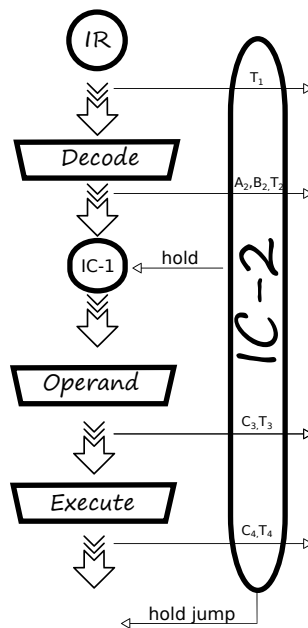 IR
T1
Decode
A2,B2,T2
hold
IC-1
IC-2
Operand
C3,T3
Execute
C4,T4
hold jump